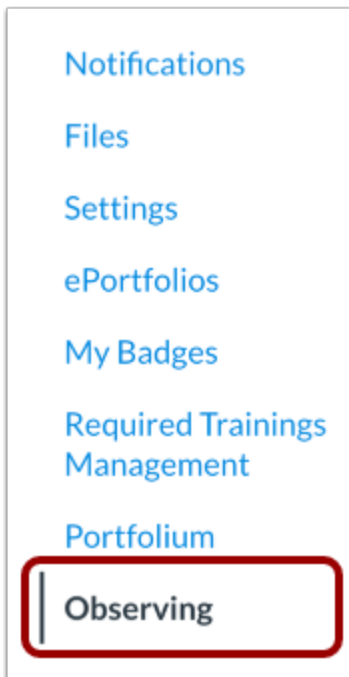 Notifications
Files
Settings
ePortfolios
My Badges
Required Trainings
Management
Portfolium
Observing